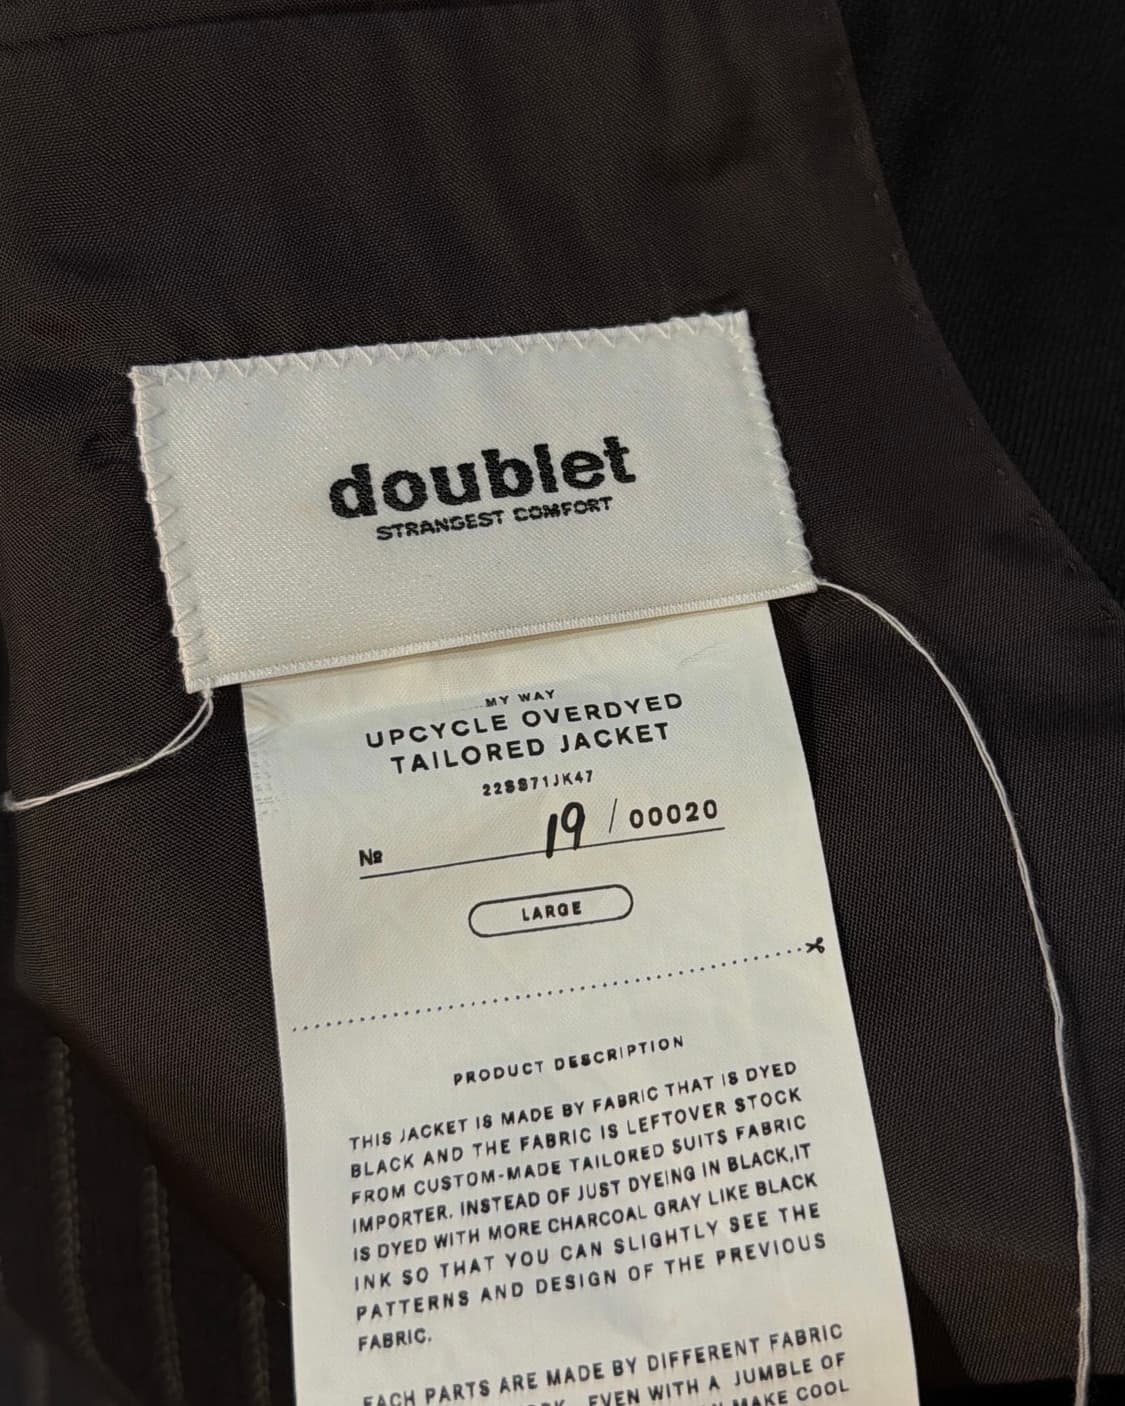 doublet
STRANGEST COMFORT
MY WAY
UPCYCLE OVERDYED
TAILORED JACKET
22SS71JK47
№ 19 / 00020
LARGE
PRODUCT DESCRIPTION
THIS JACKET IS MADE BY FABRIC THAT IS DYED
BLACK AND THE FABRIC IS LEFTOVER STOCK
FROM CUSTOM-MADE TAILORED SUITS FABRIC
IMPORTER. INSTEAD OF JUST DYEING IN BLACK,IT
IS DYED WITH MORE CHARCOAL GRAY LIKE BLACK
INK SO THAT YOU CAN SLIGHTLY SEE THE
PATTERNS AND DESIGN OF THE PREVIOUS
FABRIC.
EACH PARTS ARE MADE BY DIFFERENT FABRIC
EVEN WITH A JUMBLE OF
MAKE COOL